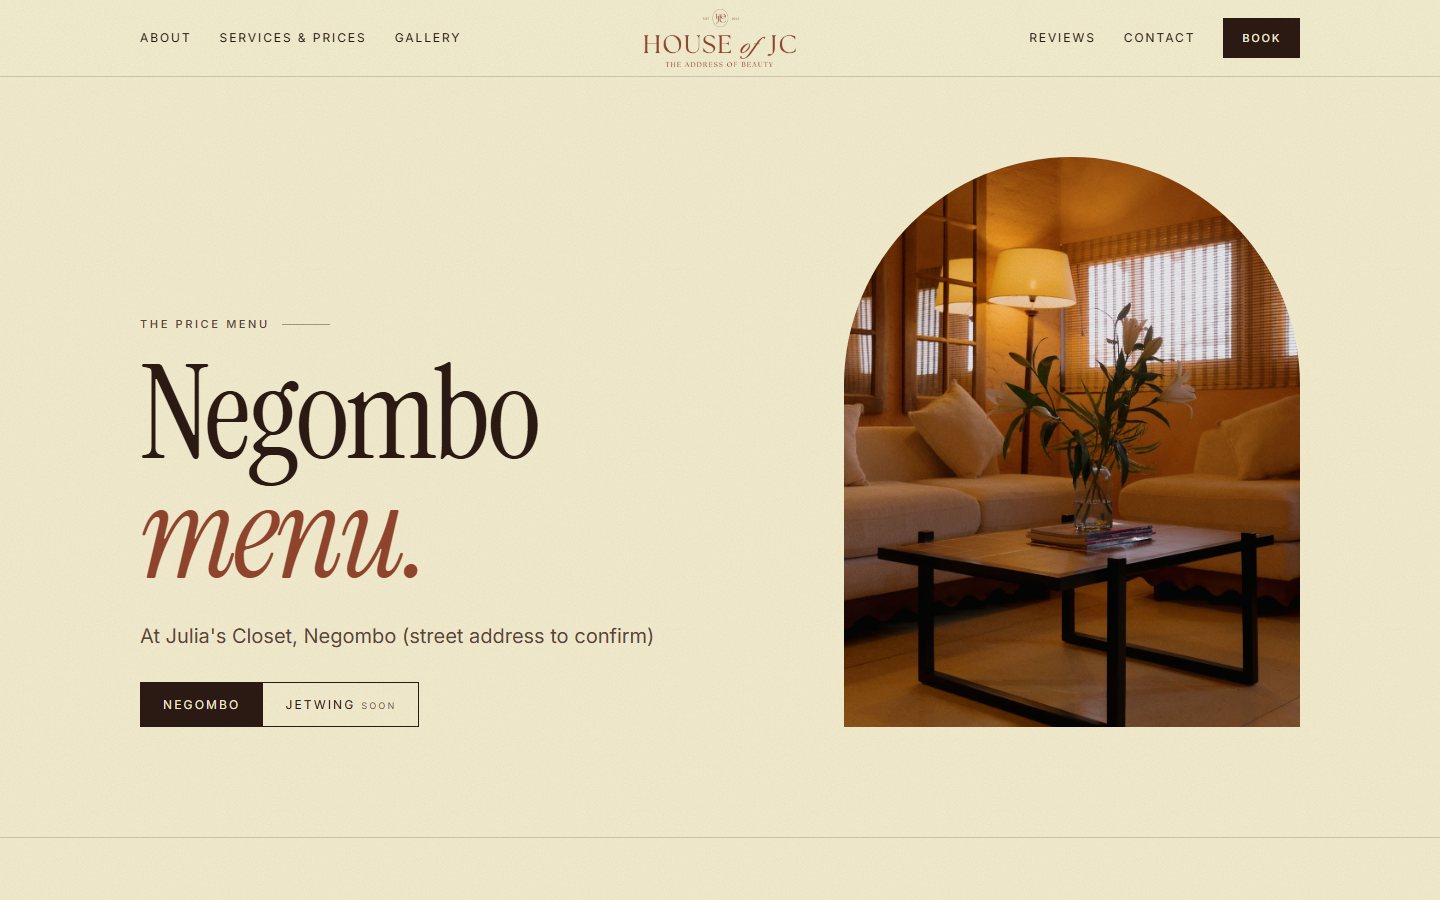 ABOUT SERVICES & PRICES GALLERY
HOUSE of JC
THE ADDRESS OF BEAUTY
REVIEWS CONTACT BOOK
THE PRICE MENU
Negombo
menu.
At Julia's Closet, Negombo (street address to confirm)
NEGOMBO JETWING SOON